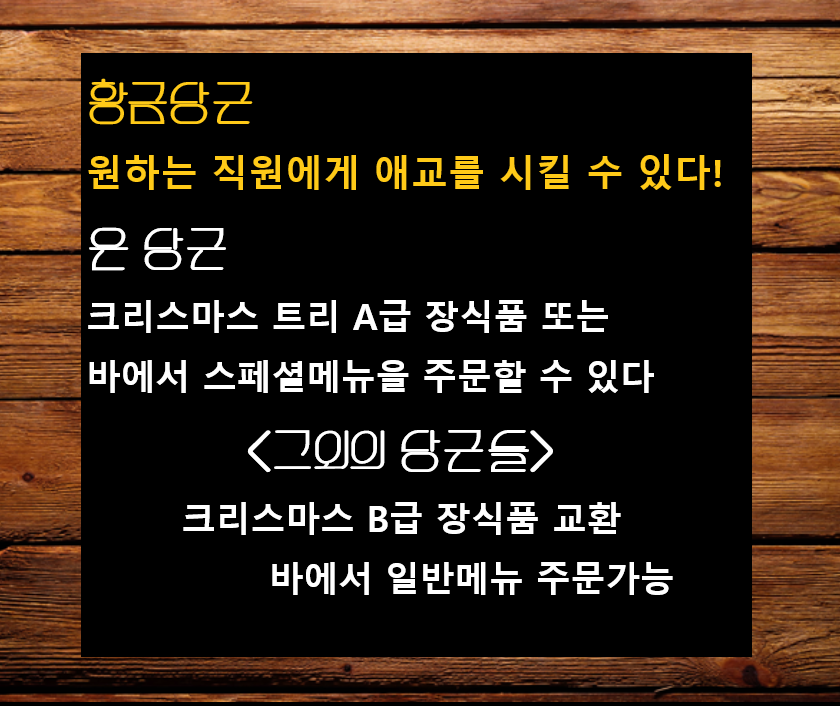 황금당근
원하는 직원에게 애교를 시킬 수 있다!
은 당근
크리스마스 트리 A급 장식품 또는
바에서 스페셜메뉴을 주문할 수 있다
<그외의 당근들>
크리스마스 B급 장식품 교환
바에서 일반메뉴 주문가능